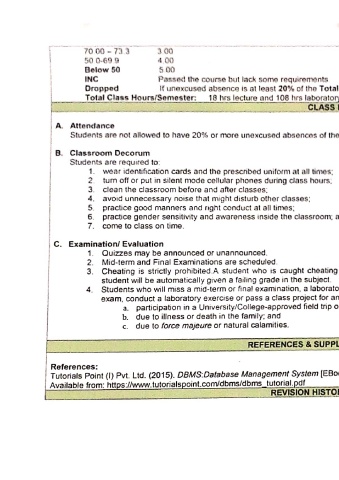 70.00 - 73.3 3.00
50.0-69.9 4.00
Below 50 5.00
INC Passed the course but lack some requirements
Dropped If unexcused absence is at least 20% of the Total
Total Class Hours/Semester: 18 hrs lecture and 108 hrs laborator
CLASS
A. Attendance
Students are not allowed to have 20% or more unexcused absences of the
B. Classroom Decorum
Students are required to:
1. wear identification cards and the prescribed uniform at all times;
2. turn off or put in silent mode cellular phones during class hours;
3. clean the classroom before and after classes;
4. avoid unnecessary noise that might disturb other classes;
5. practice good manners and right conduct at all times;
6. practice gender sensitivity and awareness inside the classroom; a
7. come to class on time.
C. Examination/ Evaluation
1. Quizzes may be announced or unannounced.
2. Mid-term and Final Examinations are scheduled.
3. Cheating is strictly prohibited.A student who is caught cheating
student will be automatically given a failing grade in the subject.
4. Students who will miss a mid-term or final examination, a laborato
exam, conduct a laboratory exercise or pass a class project for an
a. participation in a University/College-approved field trip o
b. due to illness or death in the family; and
c. due to force majeure or natural calamities.
REFERENCES & SUPPL
References:
Tutorials Point (I) Pvt. Ltd. (2015). DBMS:Database Management System [EBo
Available from: https://www.tutorialspoint.com/dbms/dbms_tutorial.pdf
REVISION HISTO